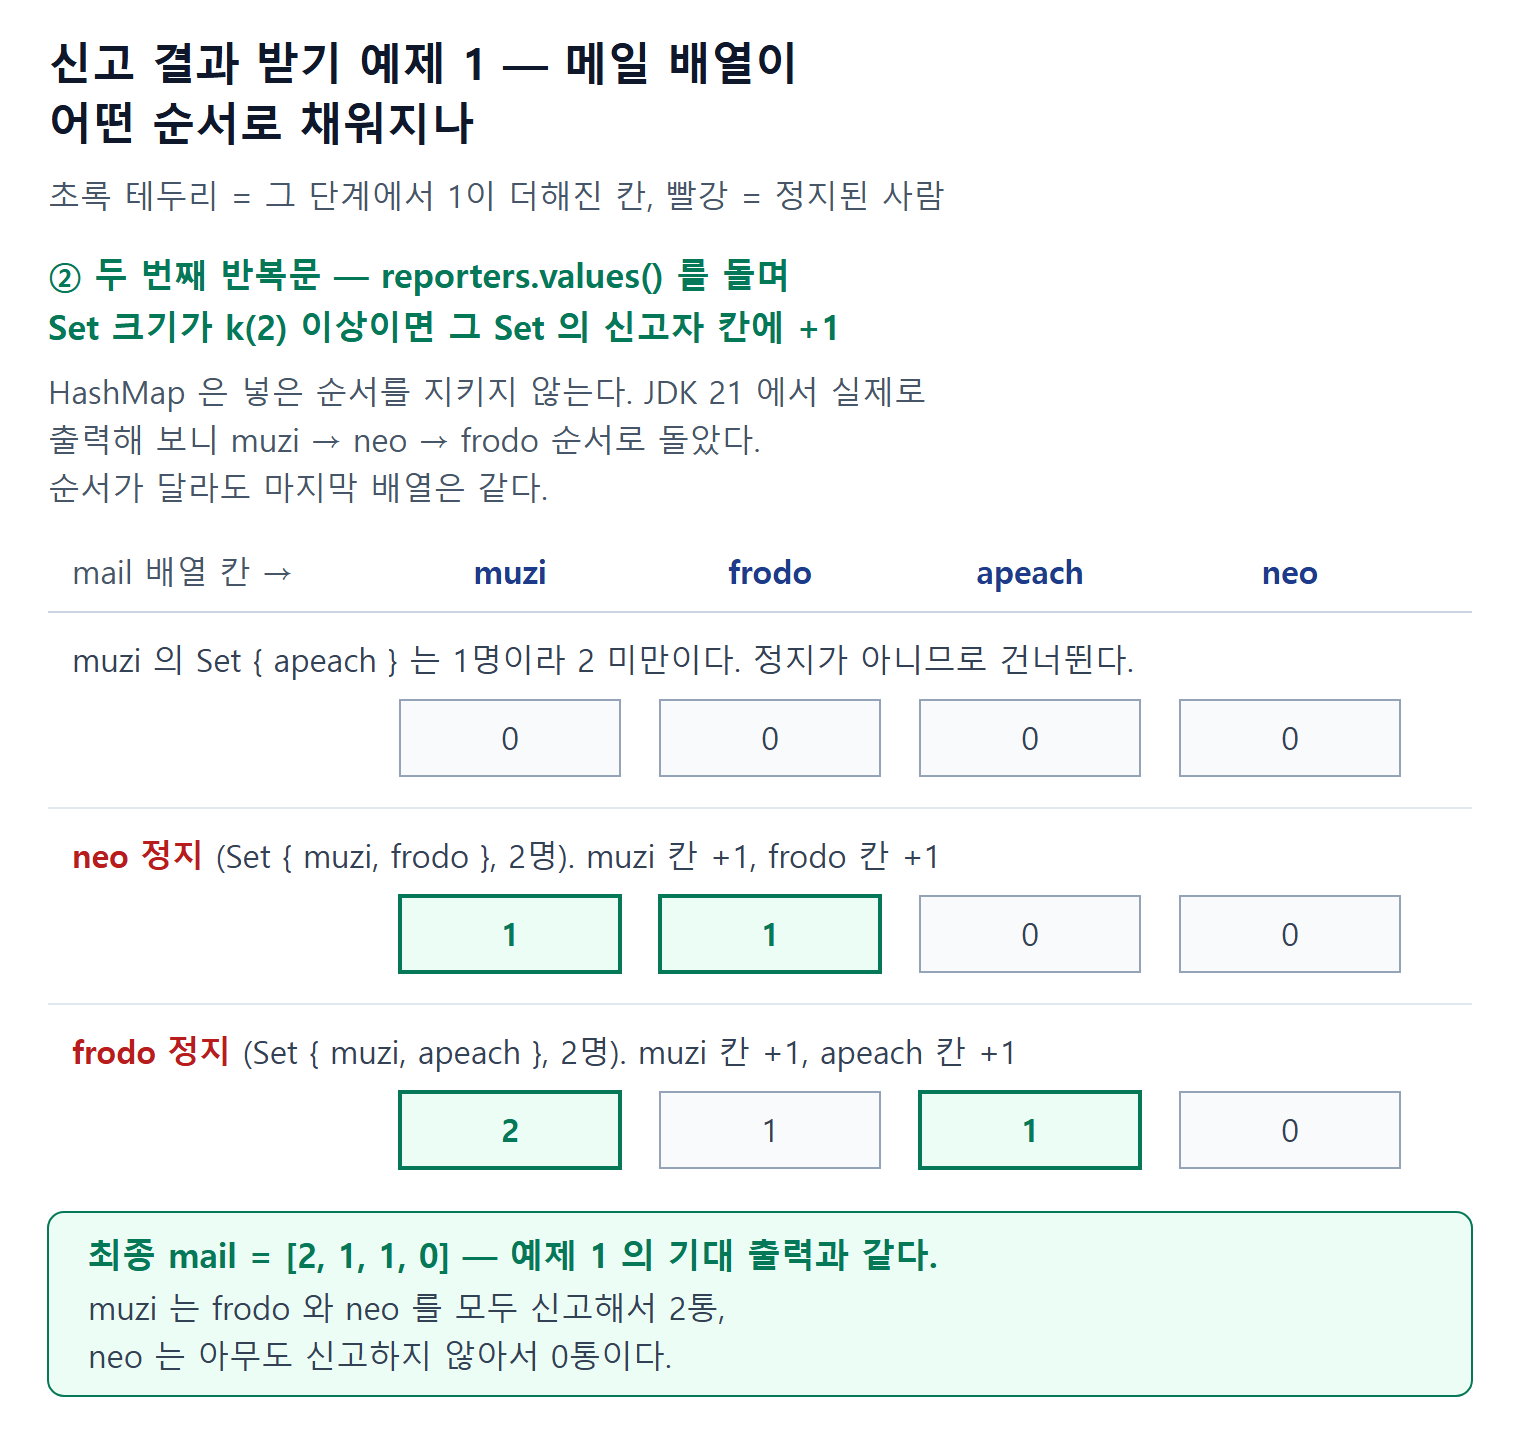 신고 결과 받기 예제 1 — 메일 배열이
어떤 순서로 채워지나
초록 테두리 = 그 단계에서 1이 더해진 칸, 빨강 = 정지된 사람
② 두 번째 반복문 — reporters.values() 를 돌며
Set 크기가 k(2) 이상이면 그 Set 의 신고자 칸에 +1
HashMap 은 넣은 순서를 지키지 않는다. JDK 21 에서 실제로
출력해 보니 muzi → neo → frodo 순서로 돌았다.
순서가 달라도 마지막 배열은 같다.
mail 배열 칸 → muzi frodo apeach neo
muzi 의 Set { apeach } 는 1명이라 2 미만이다. 정지가 아니므로 건너뛴다.
0 0 0 0
neo 정지 (Set { muzi, frodo }, 2명). muzi 칸 +1, frodo 칸 +1
1 1 0 0
frodo 정지 (Set { muzi, apeach }, 2명). muzi 칸 +1, apeach 칸 +1
2 1 1 0
최종 mail = [2, 1, 1, 0] — 예제 1 의 기대 출력과 같다.
muzi 는 frodo 와 neo 를 모두 신고해서 2통,
neo 는 아무도 신고하지 않아서 0통이다.